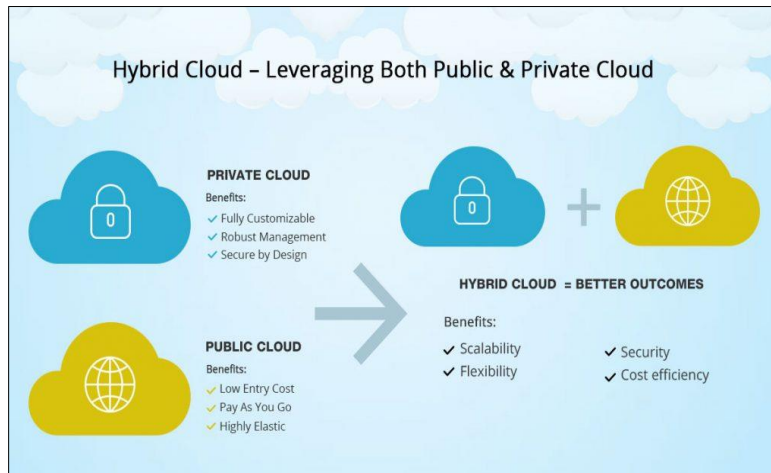 Hybrid Cloud – Leveraging Both Public & Private Cloud
PRIVATE CLOUD
Benefits:
✓ Fully Customizable
✓ Robust Management
✓ Secure by Design
PUBLIC CLOUD
Benefits:
✓ Low Entry Cost
✓ Pay As You Go
✓ Highly Elastic
+
HYBRID CLOUD = BETTER OUTCOMES
Benefits:
✓ Scalability
✓ Flexibility
✓ Security
✓ Cost efficiency